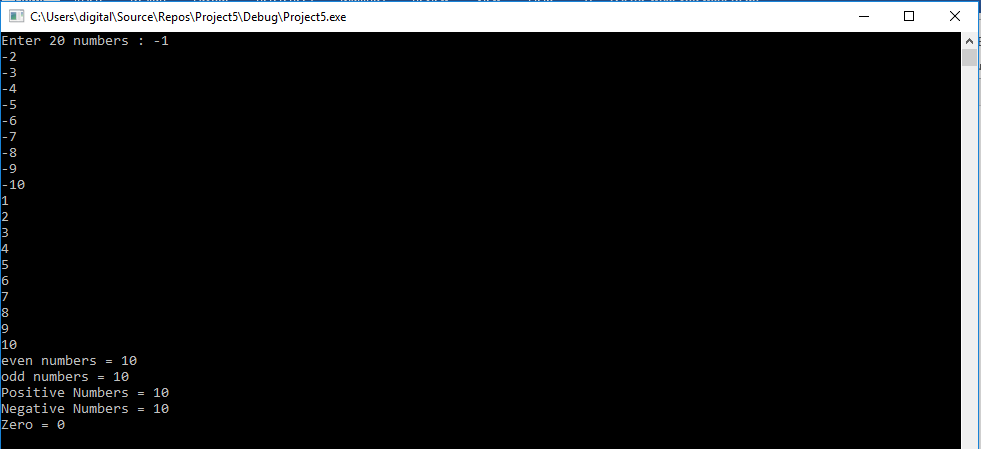 C:\Users\digital\Source\Repos\Project5\Debug\Project5.exe
Enter 20 numbers : -1
-2
-3
-4
-5
-6
-7
-8
-9
-10
1
2
3
4
5
6
7
8
9
10
even numbers = 10
odd numbers = 10
Positive Numbers = 10
Negative Numbers = 10
Zero = 0